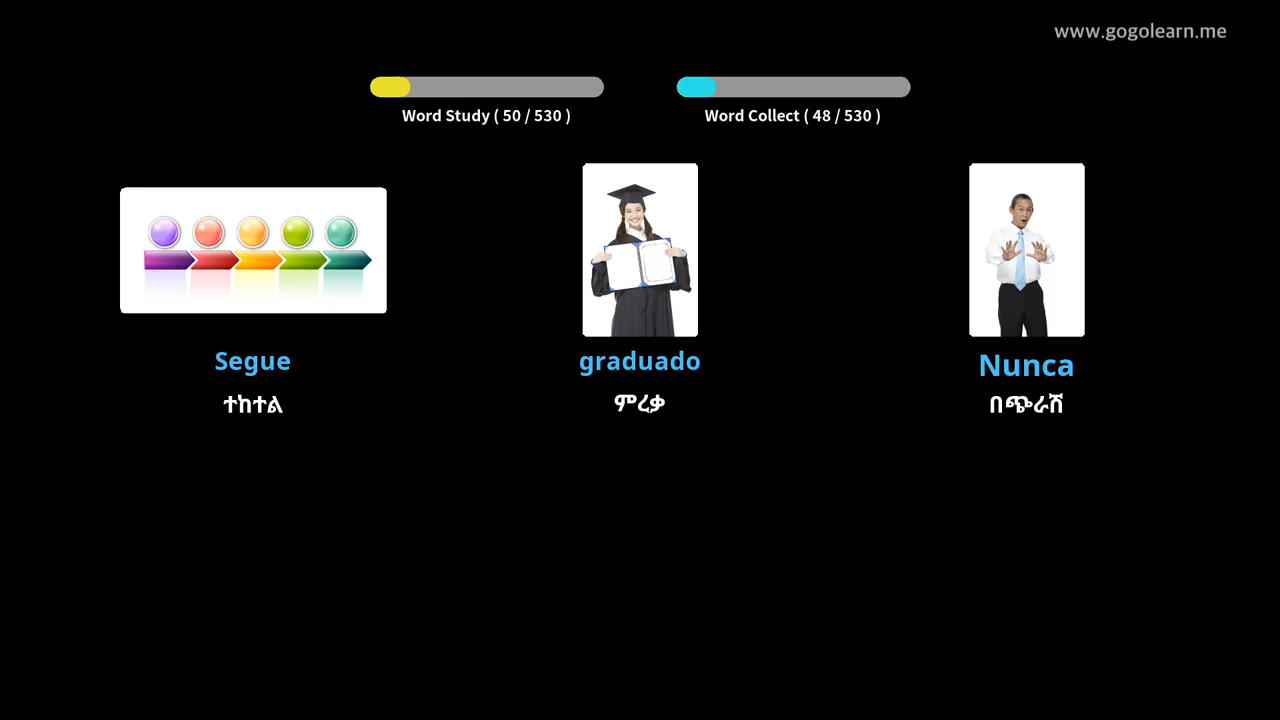 www.gogolearn.me
Word Study ( 50 / 530 )
Word Collect ( 48 / 530 )
Segue
ተከተል
graduado
ምረቃ
Nunca
በጭራሽ